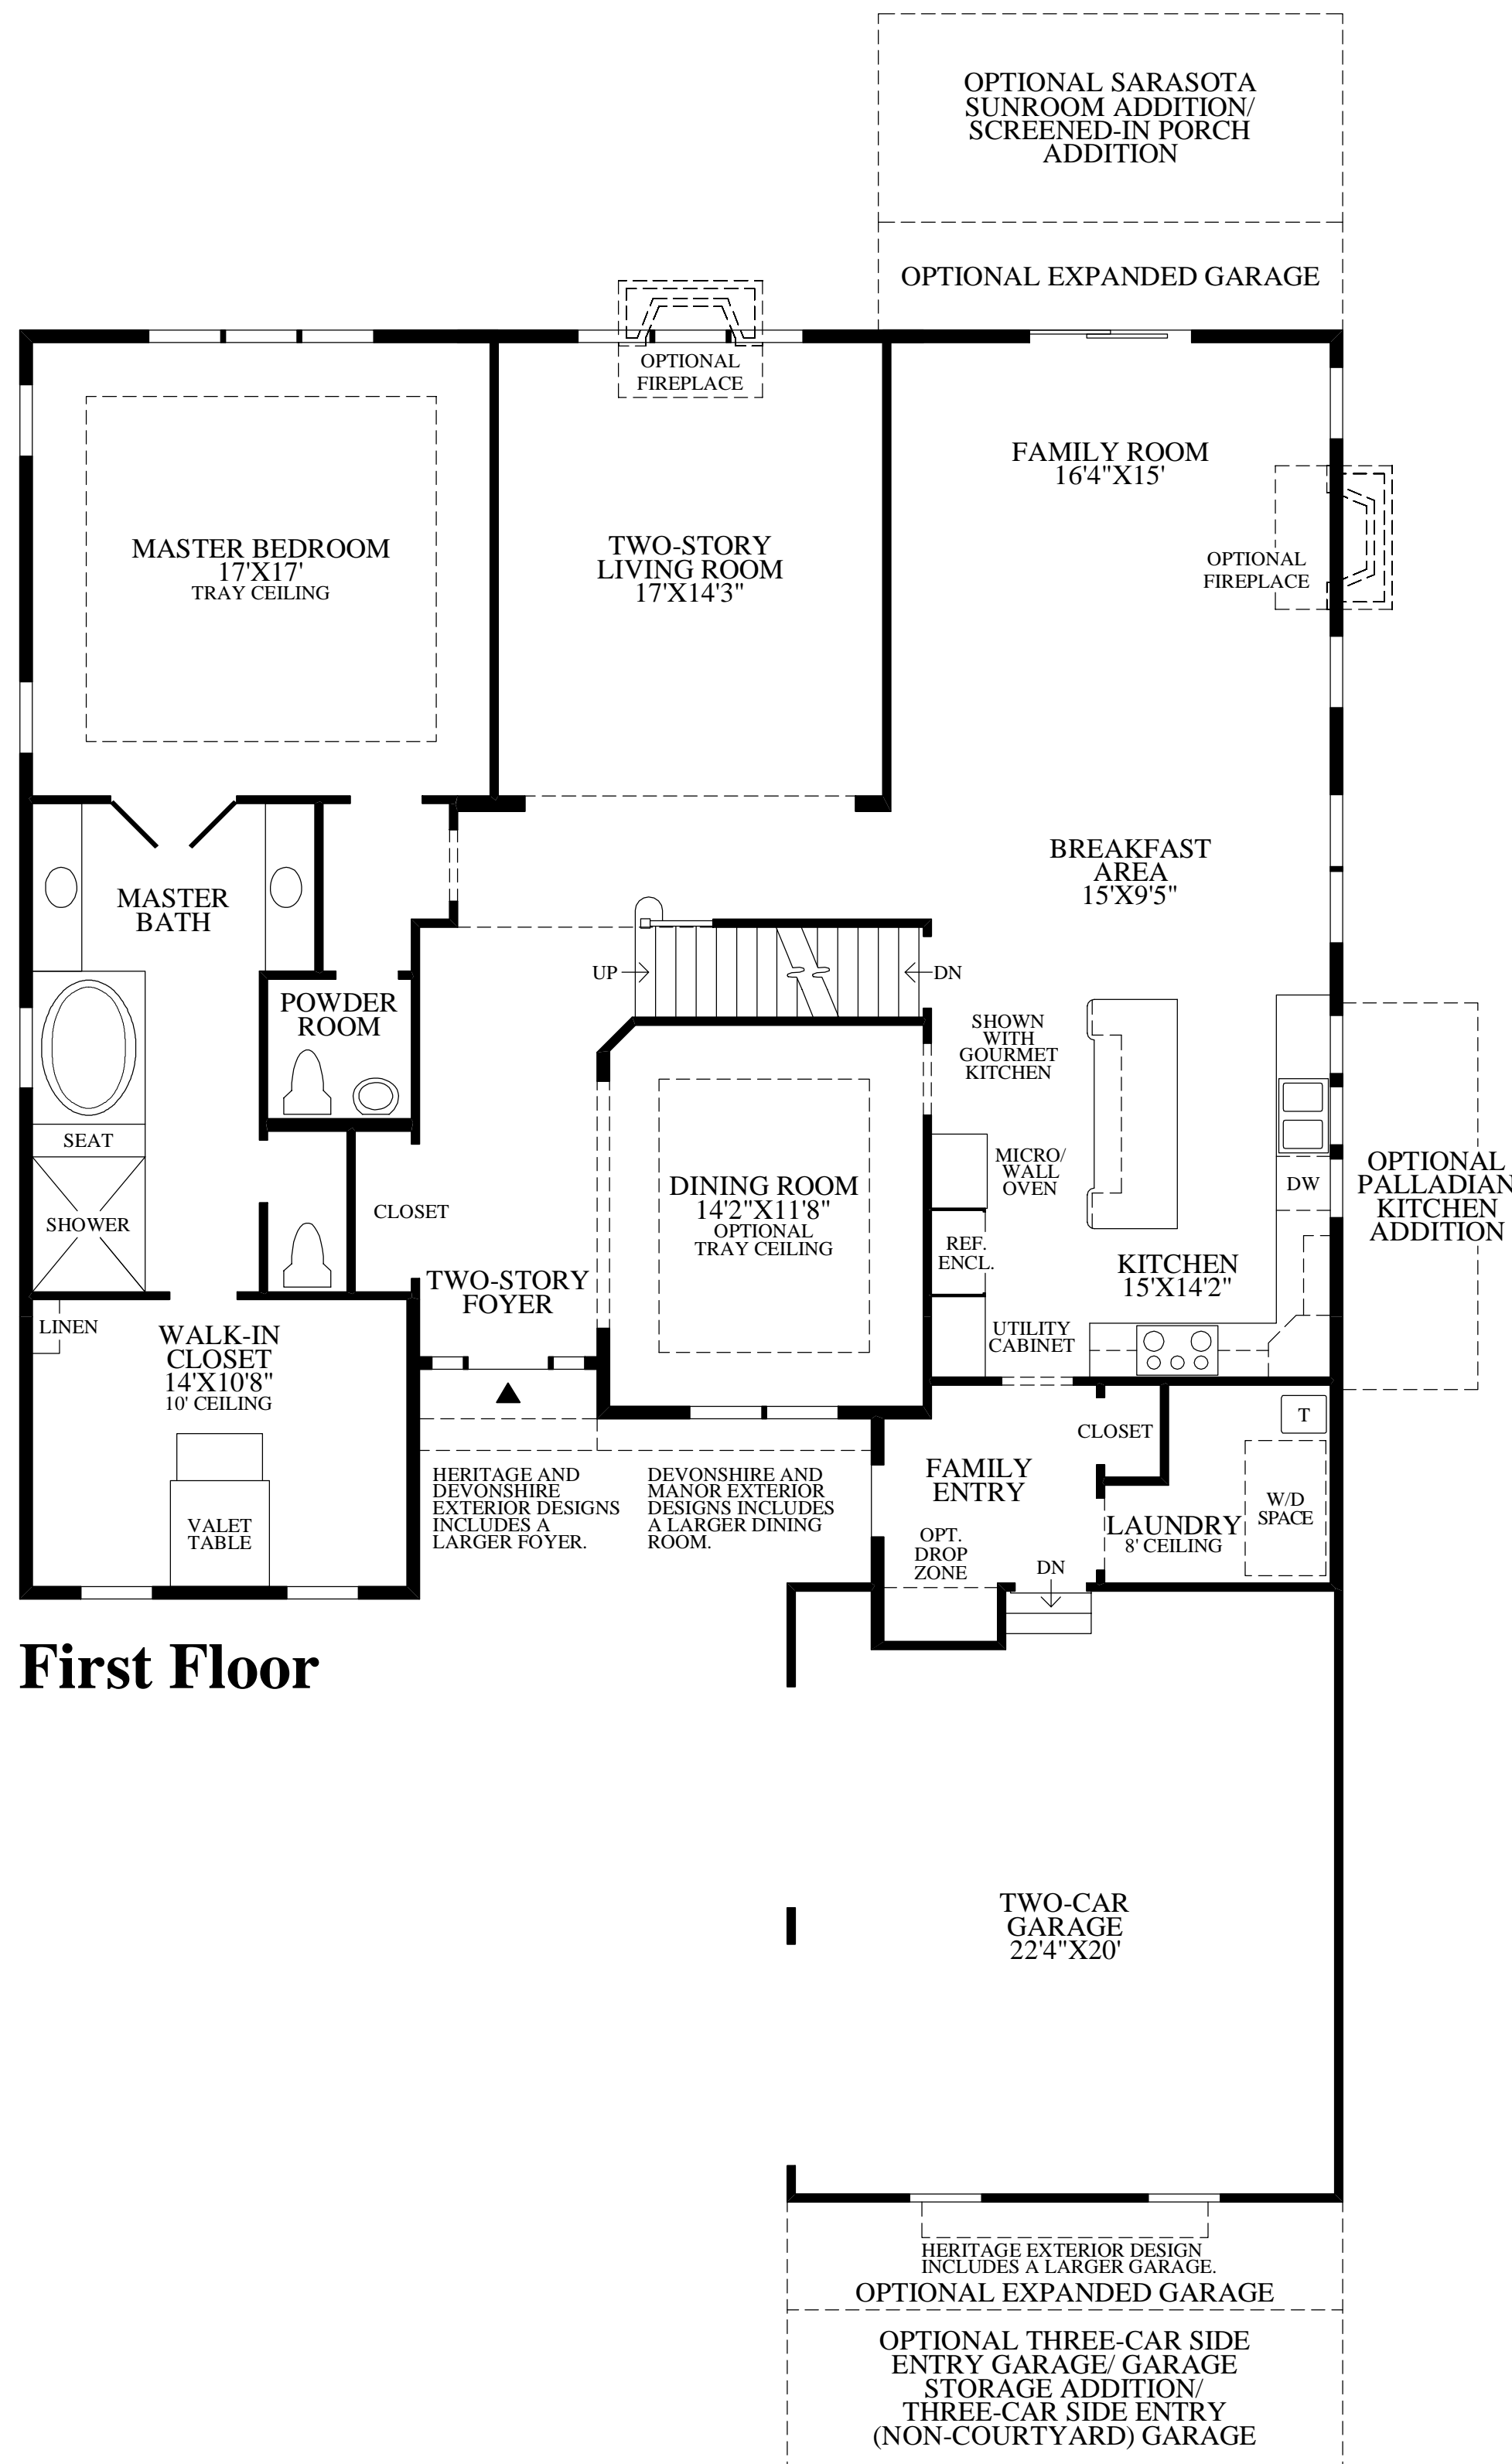 OPTIONAL SARASOTA
SUNROOM ADDITION/
SCREENED-IN PORCH
ADDITION
OPTIONAL EXPANDED GARAGE
OPTIONAL
FIREPLACE
FAMILY ROOM
16'4"X15'
OPTIONAL
FIREPLACE
MASTER BEDROOM
17'X17'
TRAY CEILING
TWO-STORY
LIVING ROOM
17'X14'3"
BREAKFAST
AREA
15'X9'5"
MASTER
BATH
UP
DN
POWDER
ROOM
SHOWN
WITH
GOURMET
KITCHEN
SEAT
SHOWER
CLOSET
DINING ROOM
14'2"X11'8"
OPTIONAL
TRAY CEILING
MICRO/
WALL
OVEN
REF.
ENCL.
DW
OPTIONAL
PALLADIAN
KITCHEN
ADDITION
KITCHEN
15'X14'2"
TWO-STORY
FOYER
UTILITY
CABINET
LINEN
WALK-IN
CLOSET
14'X10'8"
10' CEILING
VALET
TABLE
HERITAGE AND
DEVONSHIRE
EXTERIOR DESIGNS
INCLUDES A
LARGER FOYER.
DEVONSHIRE AND
MANOR EXTERIOR
DESIGNS INCLUDES
A LARGER DINING
ROOM.
CLOSET
T
FAMILY
ENTRY
W/D
SPACE
LAUNDRY
8' CEILING
OPT.
DROP
ZONE
DN
First Floor
TWO-CAR
GARAGE
22'4"X20'
HERITAGE EXTERIOR DESIGN
INCLUDES A LARGER GARAGE.
OPTIONAL EXPANDED GARAGE
OPTIONAL THREE-CAR SIDE
ENTRY GARAGE/ GARAGE
STORAGE ADDITION/
THREE-CAR SIDE ENTRY
(NON-COURTYARD) GARAGE